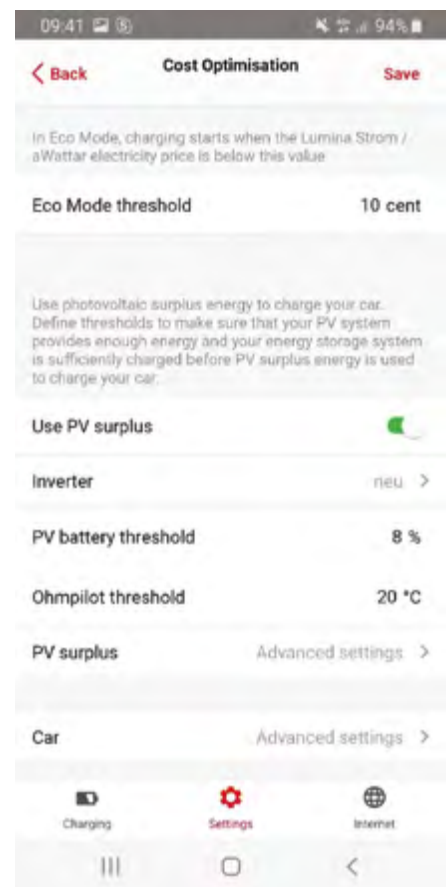 09:41 94%
Back Cost Optimisation Save
In Eco Mode, charging starts when the Lumina Strom /
aWattar electricity price is below this value
Eco Mode threshold 10 cent
Use photovoltaic surplus energy to charge your car.
Define thresholds to make sure that your PV system
provides enough energy and your energy storage system
is sufficiently charged before PV surplus energy is used
to charge your car.
Use PV surplus
Inverter neu >
PV battery threshold 8 %
Ohmpilot threshold 20 °C
PV surplus Advanced settings >
Car Advanced settings >
Charging Settings Internet